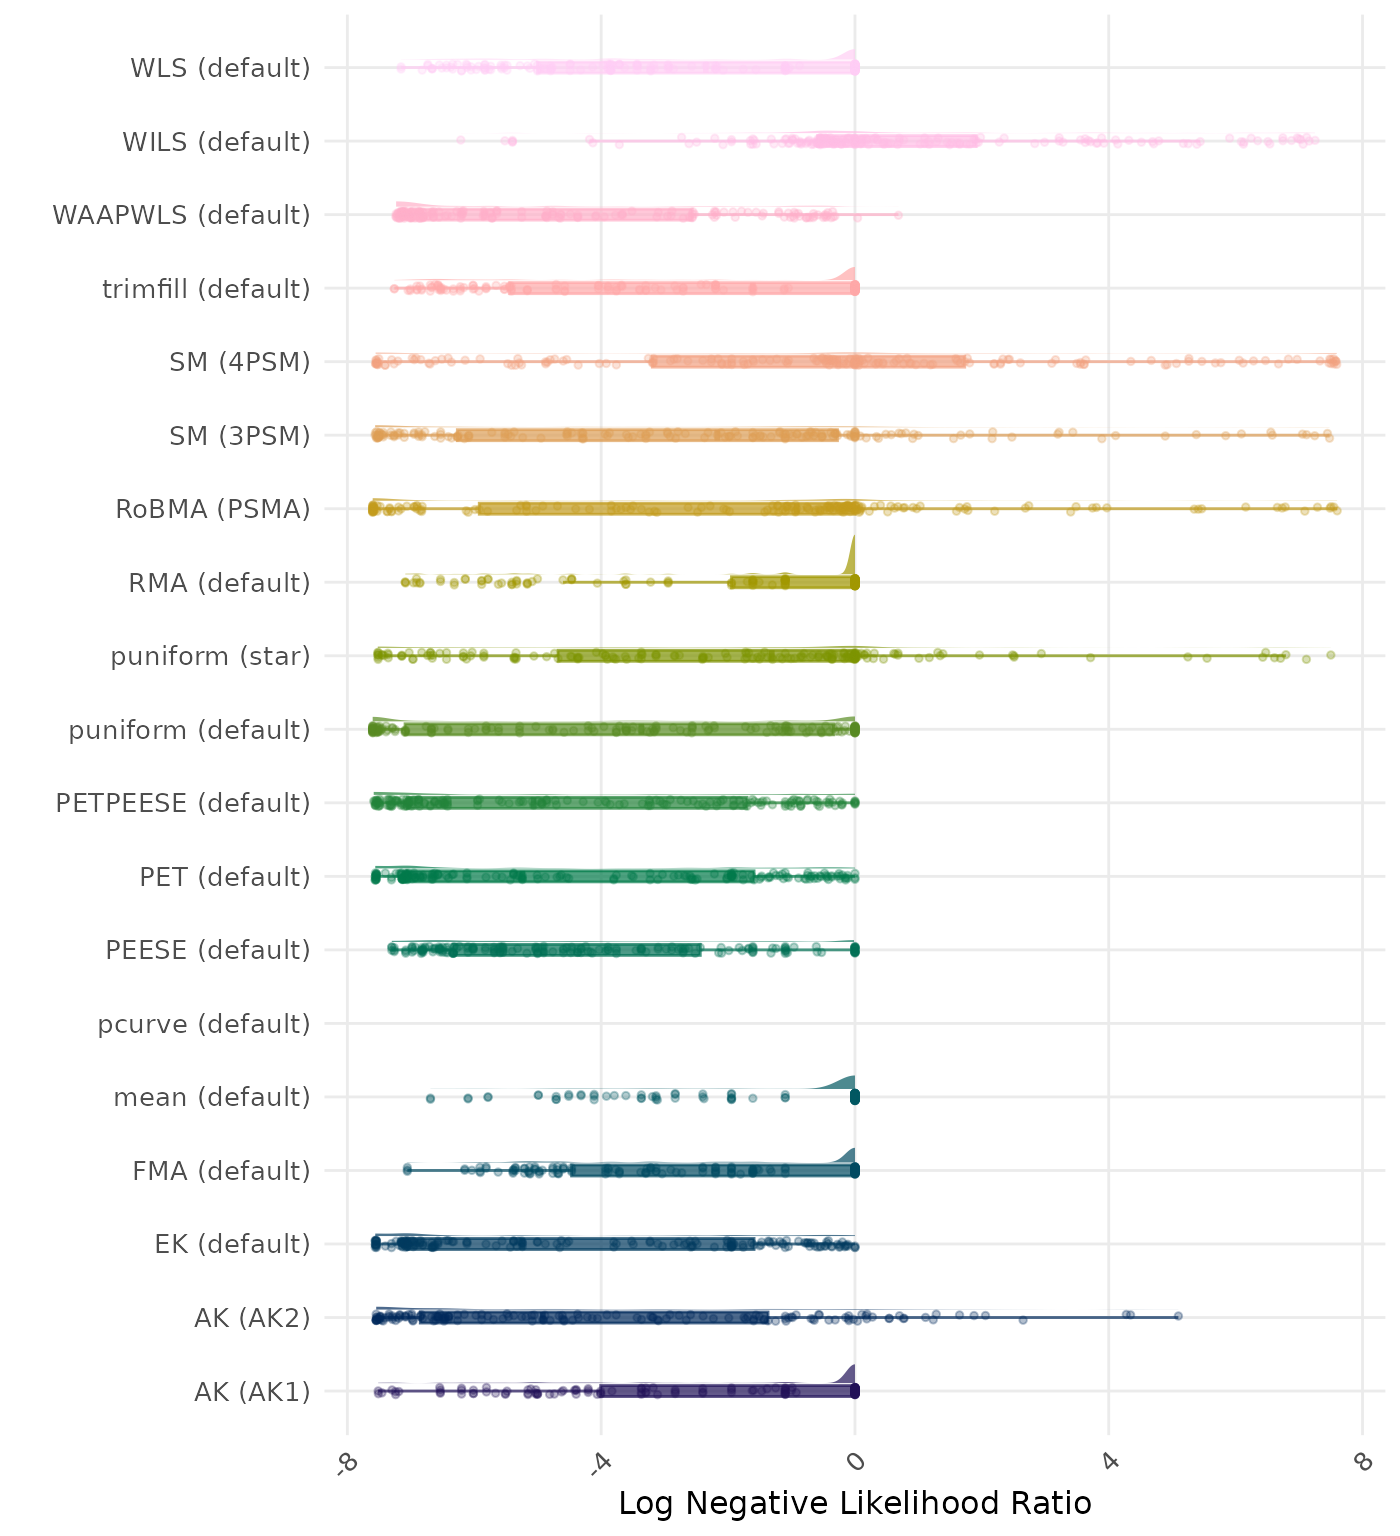 WLS (default)
WILS (default)
WAAPWLS (default)
trimfill (default)
SM (4PSM)
SM (3PSM)
RoBMA (PSMA)
RMA (default)
puniform (star)
puniform (default)
PETPEESE (default)
PET (default)
PEESE (default)
pcurve (default)
mean (default)
FMA (default)
EK (default)
AK (AK2)
AK (AK1)
-8 -4 0 4 8
Log Negative Likelihood Ratio